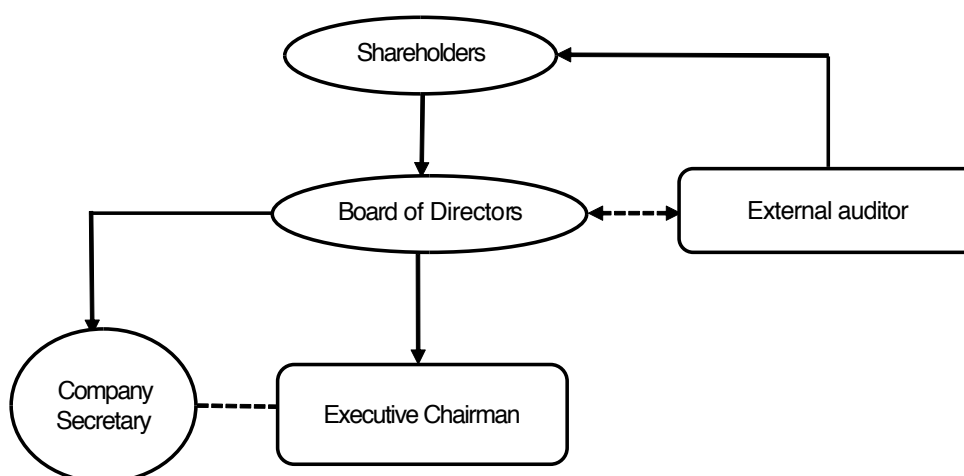 Shareholders
Board of Directors
External auditor
Company
Secretary
Executive Chairman